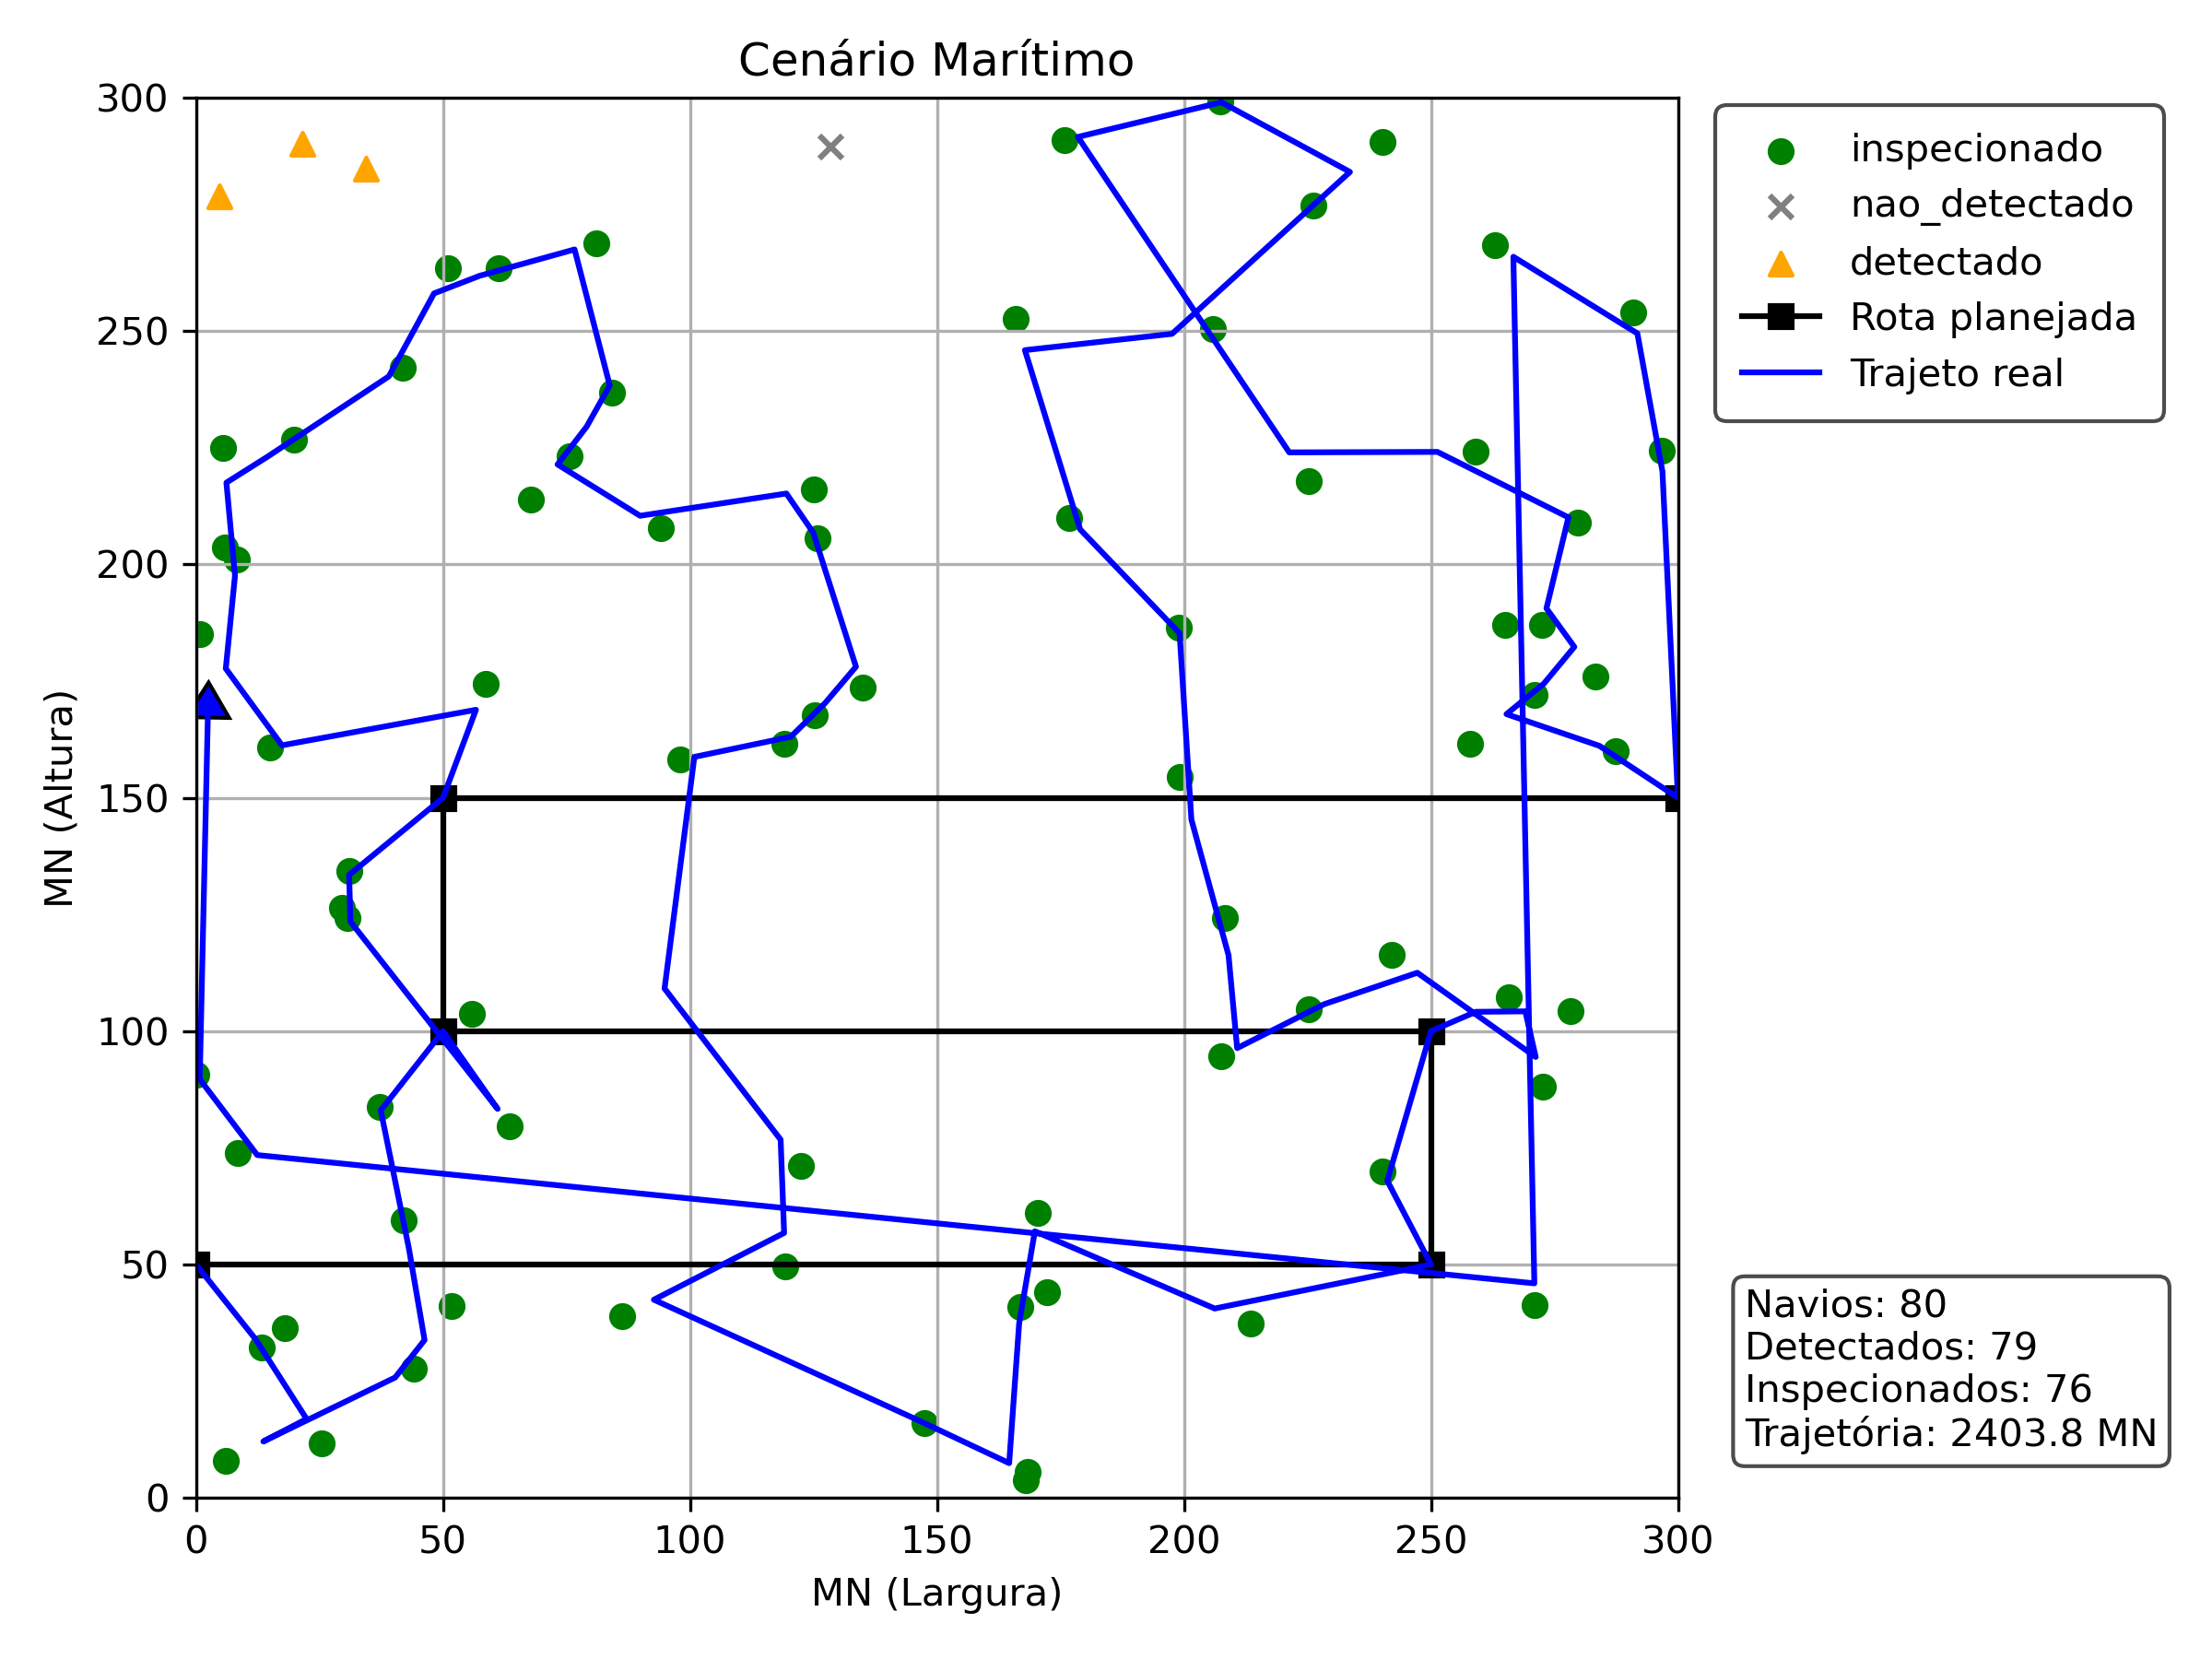 Cenário Marítimo
300
250
200
150
100
50
0
MN (Altura)
0 50 100 150 200 250 300
MN (Largura)
inspecionado
nao_detectado
detectado
Rota planejada
Trajeto real
Navios: 80
Detectados: 79
Inspecionados: 76
Trajetória: 2403.8 MN